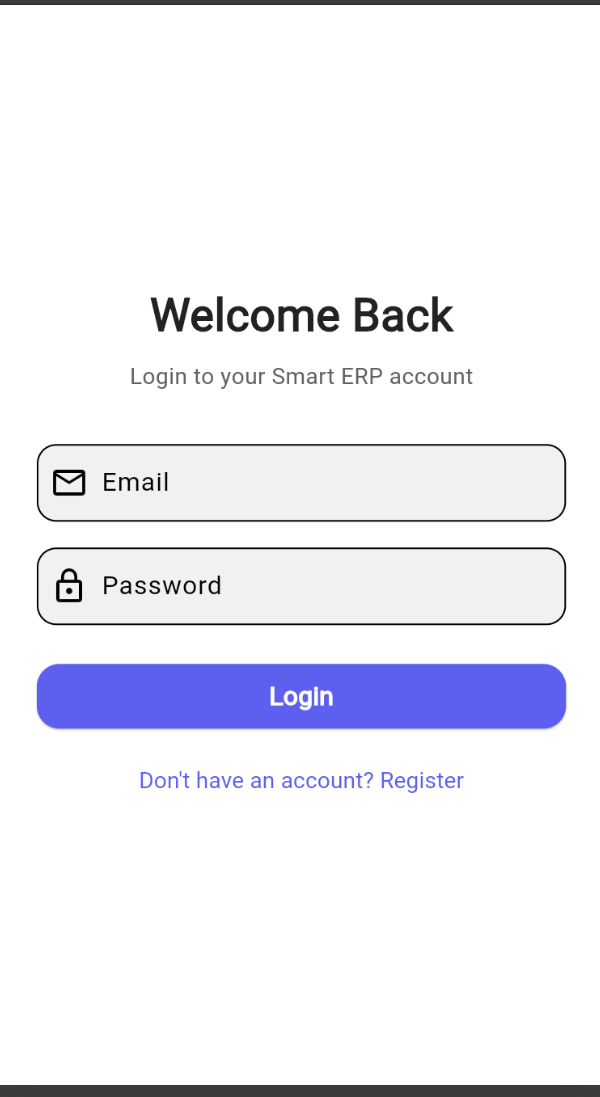 Welcome Back
Login to your Smart ERP account
Email
Password
Login
Don't have an account? Register